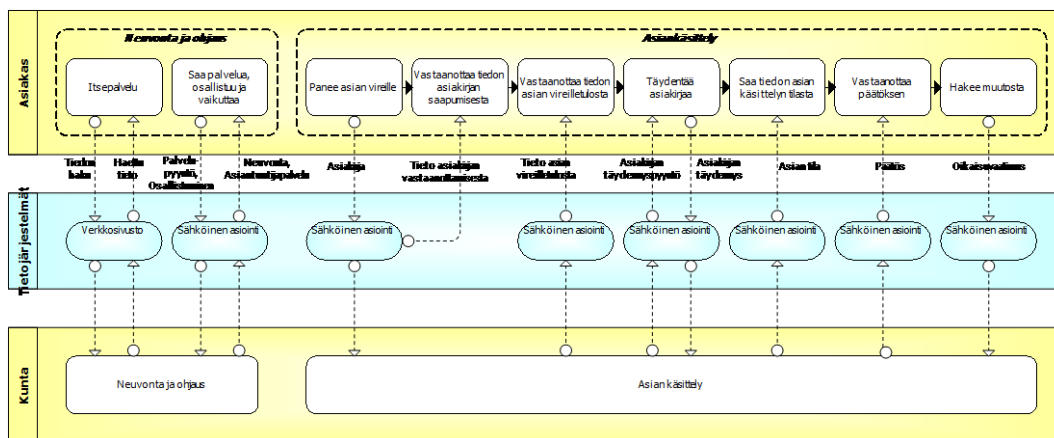 Neuvonta ja ohjaus
Asiankäsittely
Asiakas
Itsepalvelu
Saa palvelua,
osallistuu ja
vaikuttaa
Panee asian vireille
Vastaanottaa tiedon
asiakirjan
saapumisesta
Vastaanottaa tiedon
asian vireilletulosta
Täydentää
asiakirjaa
Saa tiedon asian
käsittelyn tilasta
Vastaanottaa
päätöksen
Hakee muutosta
Tiedon
haku
Haettu
tieto
Palvelu-
pyyntö,
Osallistuminen
Neuvonta,
Asiantuntijapalvelu
Asiakirja
Tieto asiakirjan
vastaanottamisesta
Tieto asian
vireilletulosta
Asiakirjan
täydennyspyyntö
Asiakirjan
täydennys
Asian tila
Päätös
Oikaisuvaatimus
Tietojärjestelmät
Verkkosivusto
Sähköinen asiointi
Sähköinen asiointi
Sähköinen asiointi
Sähköinen asiointi
Sähköinen asiointi
Sähköinen asiointi
Sähköinen asiointi
Kunta
Neuvonta ja ohjaus
Asian käsittely